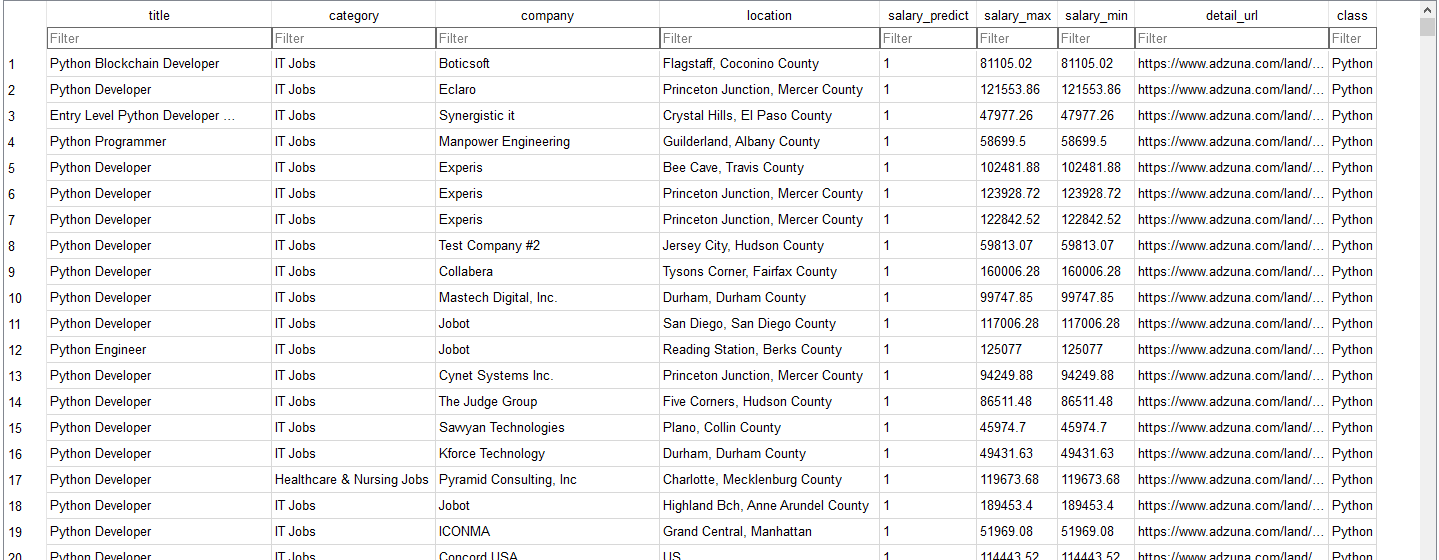 title category company location salary_predict salary_max salary_min detail_url class
Filter Filter Filter Filter Filter Filter Filter Filter Filter
1 Python Blockchain Developer IT Jobs Boticsoft Flagstaff, Coconino County 1 81105.02 81105.02 https://www.adzuna.com/land/... Python
2 Python Developer IT Jobs Eclaro Princeton Junction, Mercer County 1 121553.86 121553.86 https://www.adzuna.com/land/... Python
3 Entry Level Python Developer ... IT Jobs Synergistic it Crystal Hills, El Paso County 1 47977.26 47977.26 https://www.adzuna.com/land/... Python
4 Python Programmer IT Jobs Manpower Engineering Guilderland, Albany County 1 58699.5 58699.5 https://www.adzuna.com/land/... Python
5 Python Developer IT Jobs Experis Bee Cave, Travis County 1 102481.88 102481.88 https://www.adzuna.com/land/... Python
6 Python Developer IT Jobs Experis Princeton Junction, Mercer County 1 123928.72 123928.72 https://www.adzuna.com/land/... Python
7 Python Developer IT Jobs Experis Princeton Junction, Mercer County 1 122842.52 122842.52 https://www.adzuna.com/land/... Python
8 Python Developer IT Jobs Test Company #2 Jersey City, Hudson County 1 59813.07 59813.07 https://www.adzuna.com/land/... Python
9 Python Developer IT Jobs Collabera Tysons Corner, Fairfax County 1 160006.28 160006.28 https://www.adzuna.com/land/... Python
10 Python Developer IT Jobs Mastech Digital, Inc. Durham, Durham County 1 99747.85 99747.85 https://www.adzuna.com/land/... Python
11 Python Developer IT Jobs Jobot San Diego, San Diego County 1 117006.28 117006.28 https://www.adzuna.com/land/... Python
12 Python Engineer IT Jobs Jobot Reading Station, Berks County 1 125077 125077 https://www.adzuna.com/land/... Python
13 Python Developer IT Jobs Cynet Systems Inc. Princeton Junction, Mercer County 1 94249.88 94249.88 https://www.adzuna.com/land/... Python
14 Python Developer IT Jobs The Judge Group Five Corners, Hudson County 1 86511.48 86511.48 https://www.adzuna.com/land/... Python
15 Python Developer IT Jobs Sawyan Technologies Plano, Collin County 1 45974.7 45974.7 https://www.adzuna.com/land/... Python
16 Python Developer IT Jobs Kforce Technology Durham, Durham County 1 49431.63 49431.63 https://www.adzuna.com/land/... Python
17 Python Developer Healthcare & Nursing Jobs Pyramid Consulting, Inc Charlotte, Mecklenburg County 1 119673.68 119673.68 https://www.adzuna.com/land/... Python
18 Python Developer IT Jobs Jobot Highland Bch, Anne Arundel County 1 189453.4 189453.4 https://www.adzuna.com/land/... Python
19 Python Developer IT Jobs ICONMA Grand Central, Manhattan 1 51969.08 51969.08 https://www.adzuna.com/land/... Python
20 Python Developer IT Jobs Concord USA US 1 114443.52 114443.52 https://www.adzuna.com/land/... Python